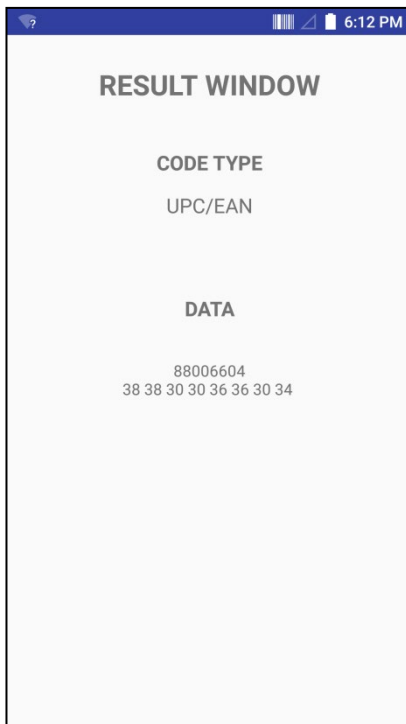 6:12 PM
RESULT WINDOW
CODE TYPE
UPC/EAN
DATA
88006604
38 38 30 30 36 36 30 34